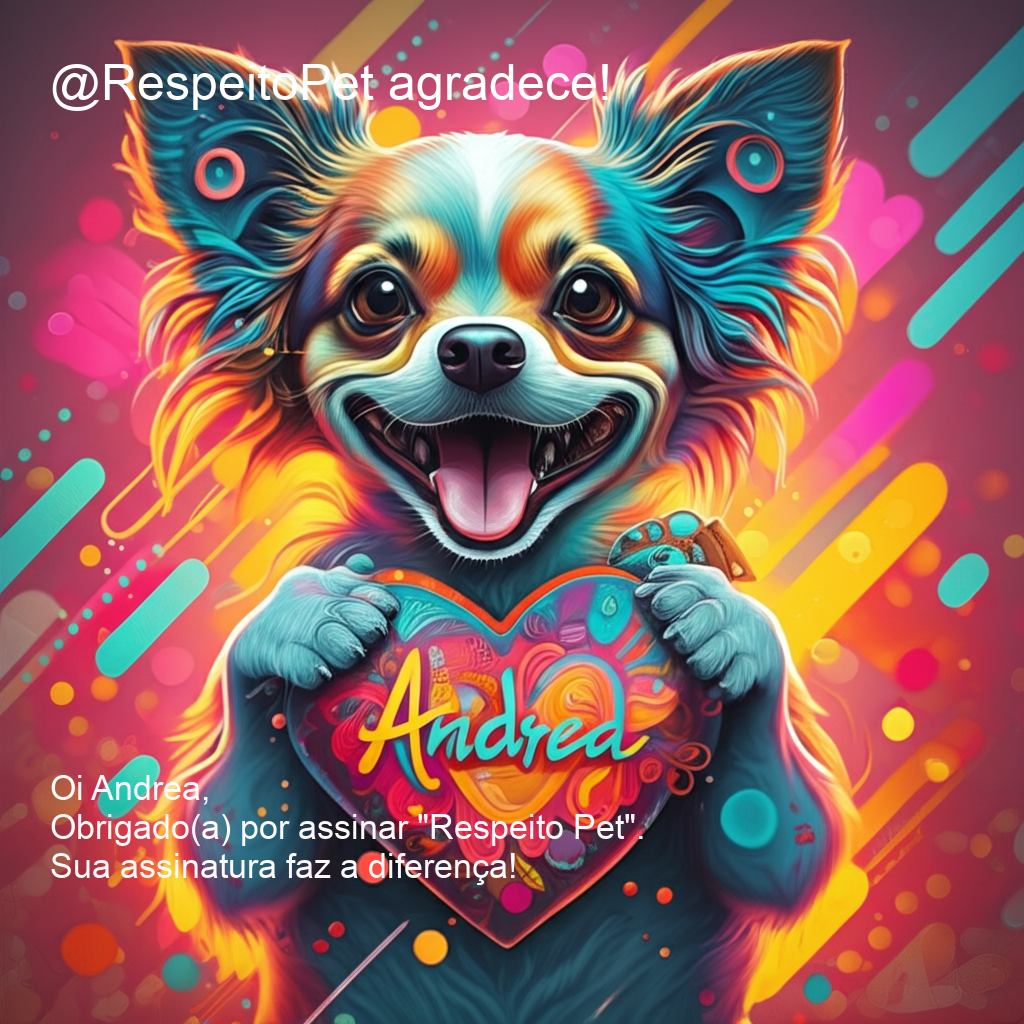 @RespeitoPet agradece!
Andrea
Oi Andrea,
Obrigado(a) por assinar "Respeito Pet".
Sua assinatura faz a diferença!